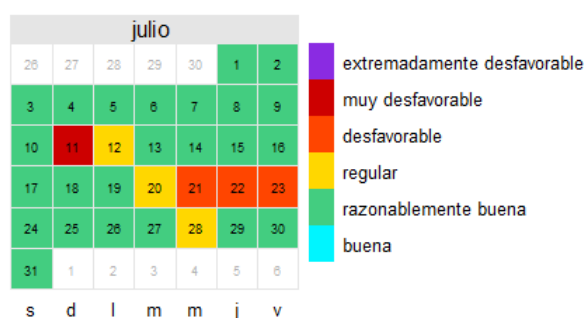 julio
26 27 28 29 30 1 2
3 4 5 6 7 8 9
10 11 12 13 14 15 16
17 18 19 20 21 22 23
24 25 26 27 28 29 30
31 1 2 3 4 5 6
s d l m m j v
extremadamente desfavorable
muy desfavorable
desfavorable
regular
razonablemente buena
buena